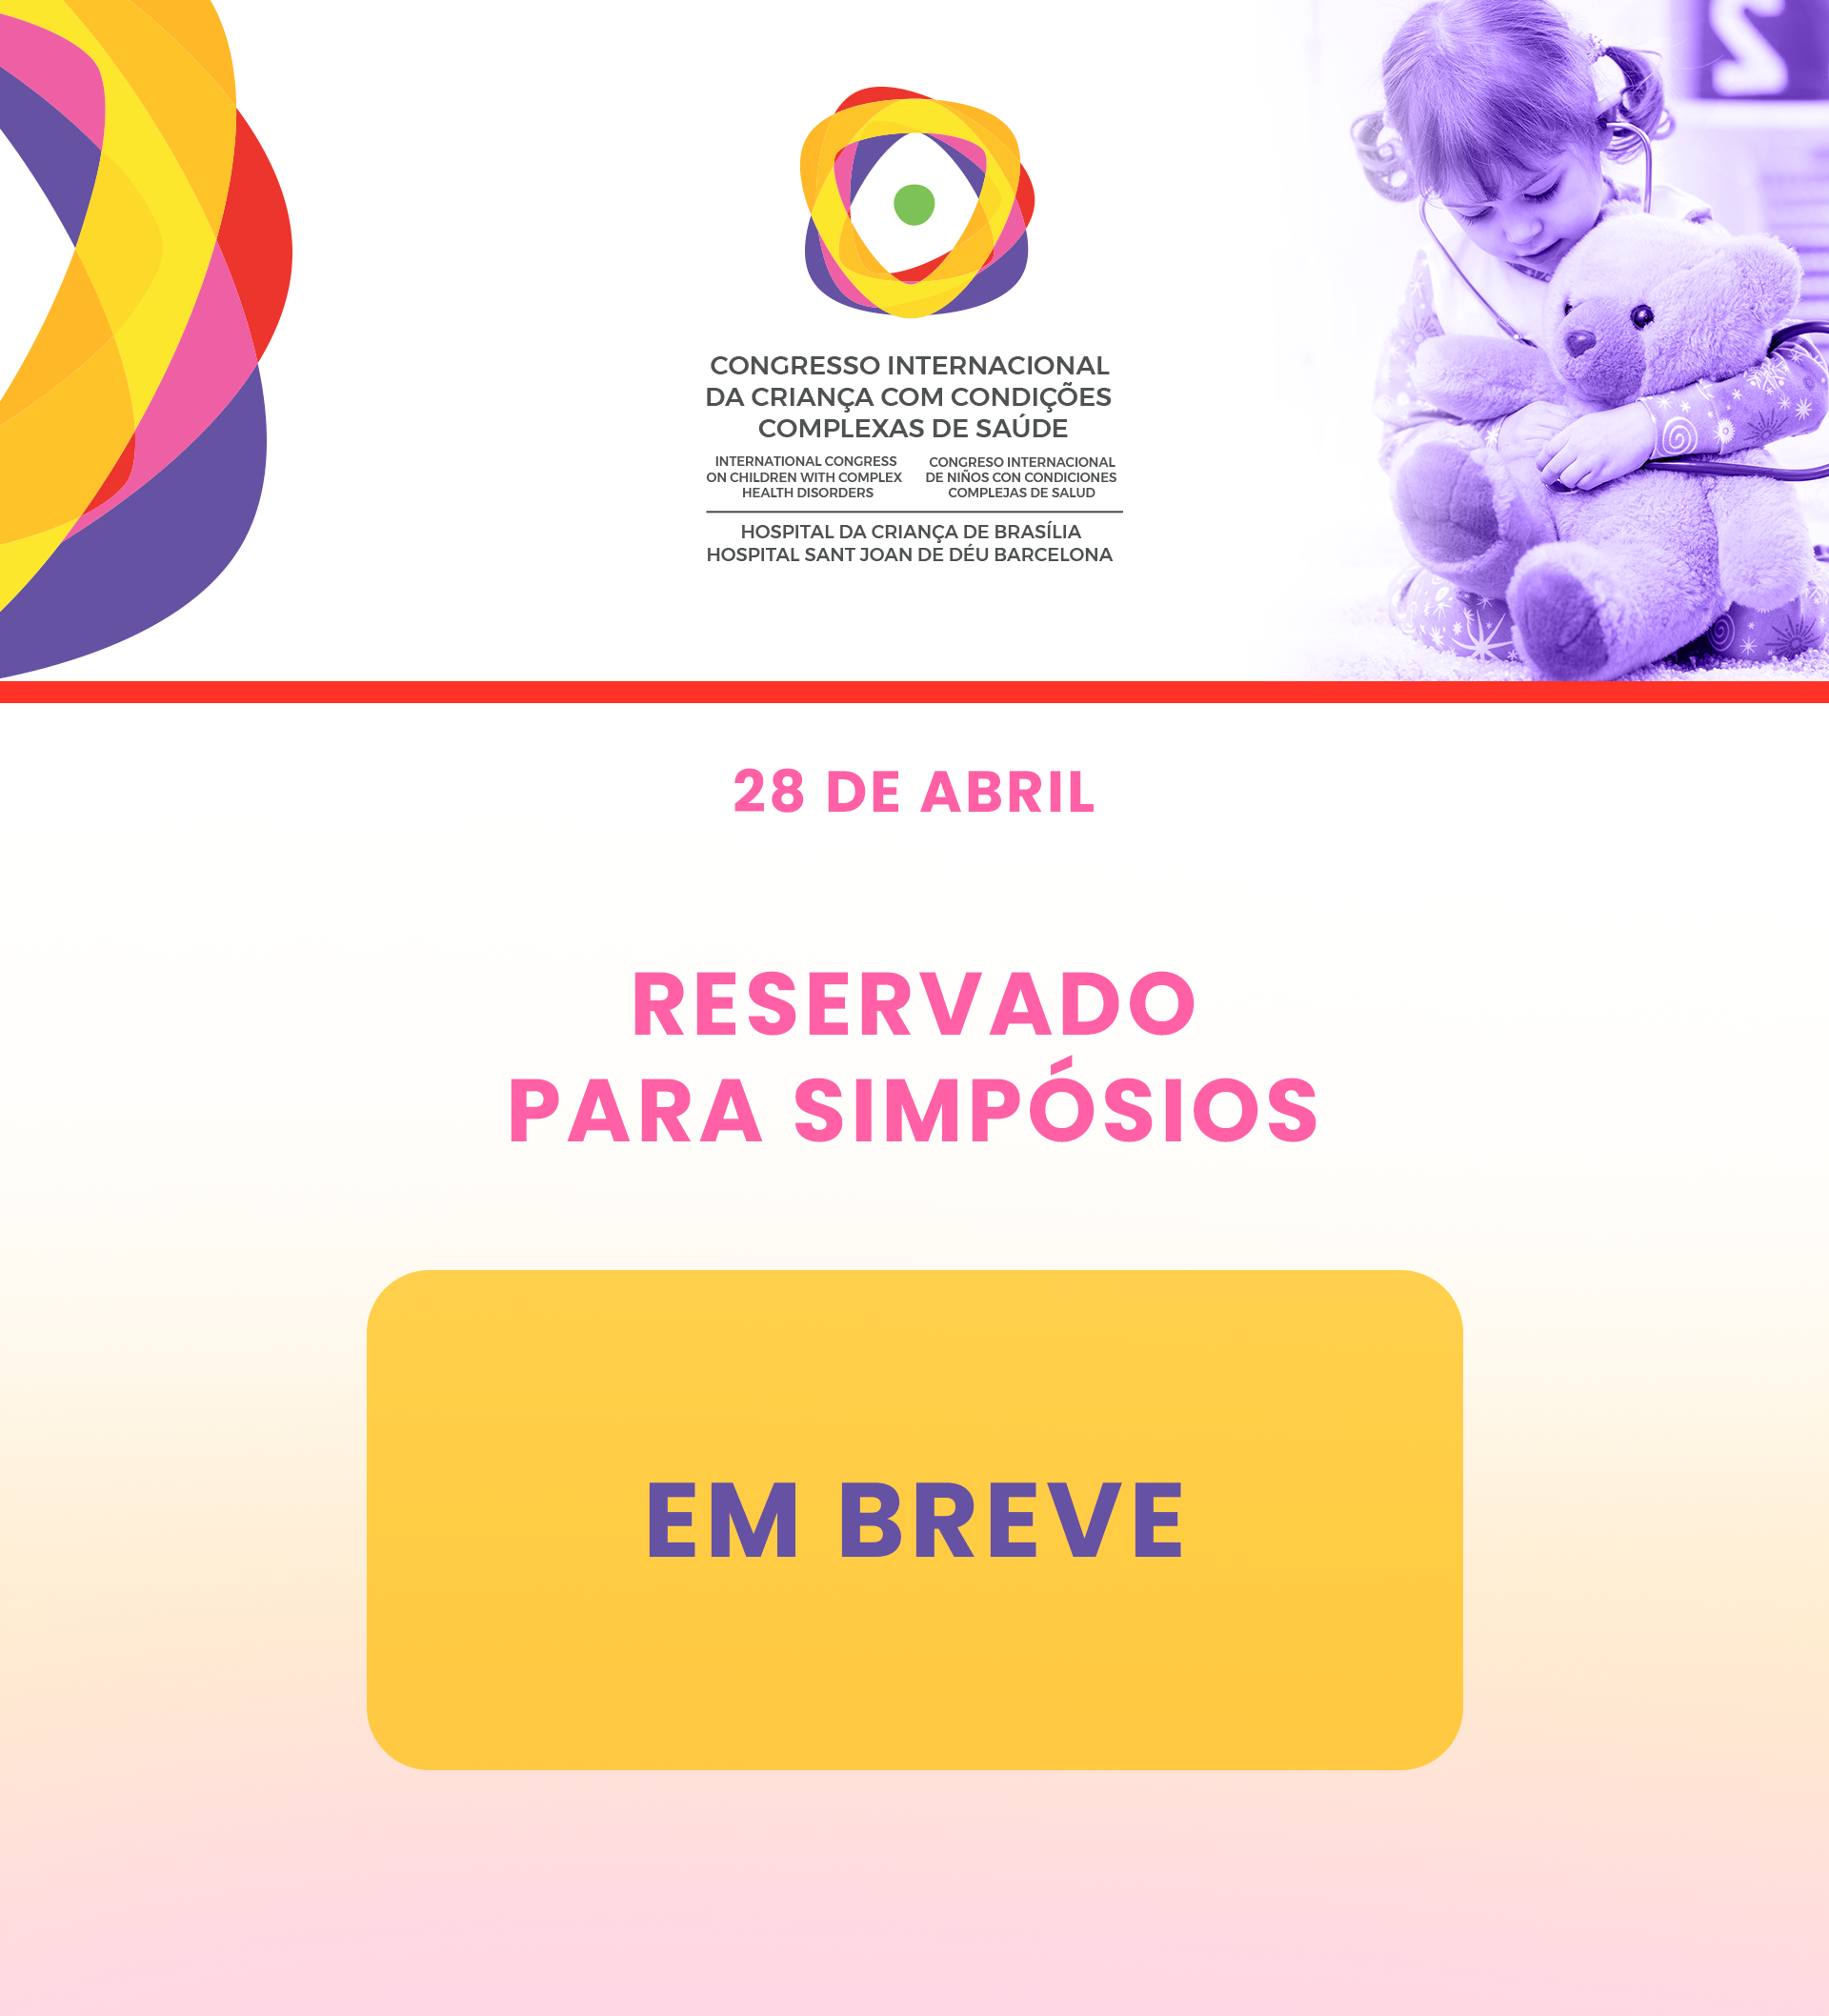 CONGRESSO INTERNACIONAL
DA CRIANÇA COM CONDIÇÕES
COMPLEXAS DE SAÚDE
INTERNATIONAL CONGRESS
ON CHILDREN WITH COMPLEX
HEALTH DISORDERS
CONGRESO INTERNACIONAL
DE NIÑOS CON CONDICIONES
COMPLEJAS DE SALUD
HOSPITAL DA CRIANÇA DE BRASÍLIA
HOSPITAL SANT JOAN DE DÉU BARCELONA
28 DE ABRIL
RESERVADO
PARA SIMPÓSIOS
EM BREVE